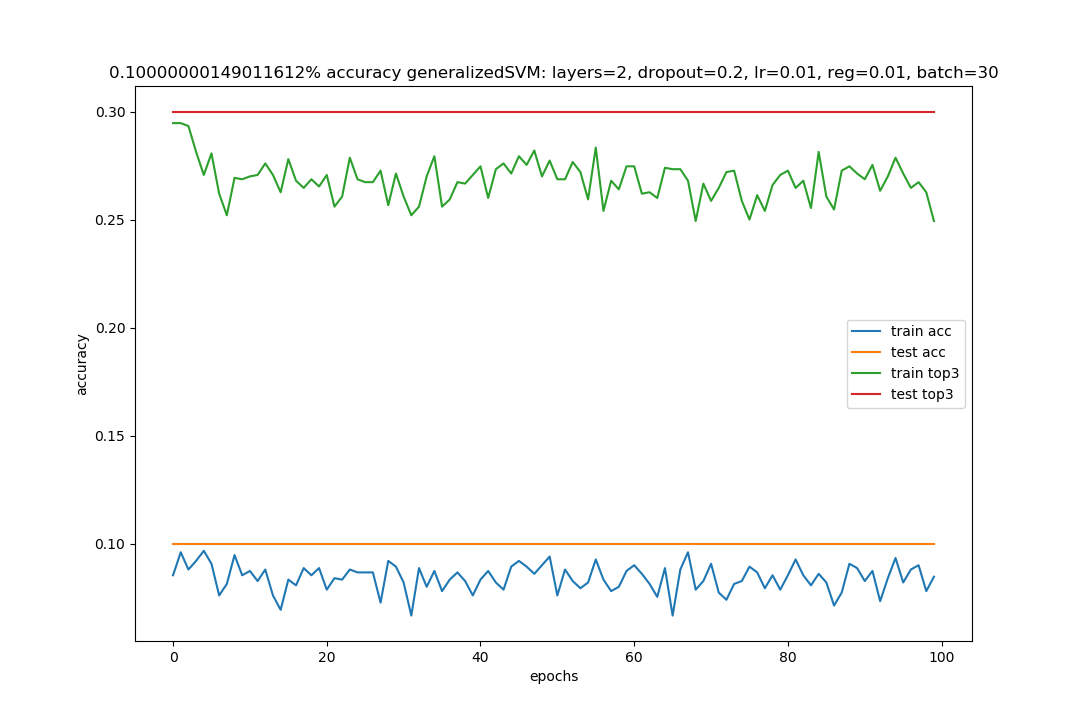 0.10000000149011612% accuracy generalizedSVM: layers=2, dropout=0.2, lr=0.01, reg=0.01, batch=30
0.30
0.25
0.20
0.15
0.10
accuracy
train acc
test acc
train top3
test top3
0
20
40
60
80
100
epochs